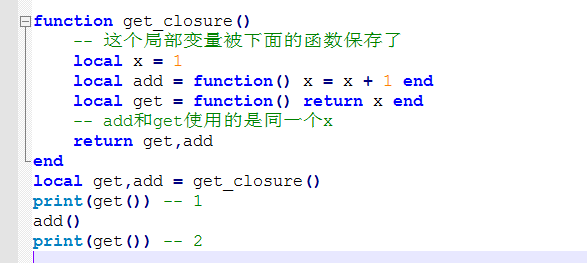 function get_closure()
    -- 这个局部变量被下面的函数保存了
    local x = 1
    local add = function() x = x + 1 end
    local get = function() return x end
    -- add和get使用的是同一个x
    return get,add
end
local get,add = get_closure()
print(get()) -- 1
add()
print(get()) -- 2